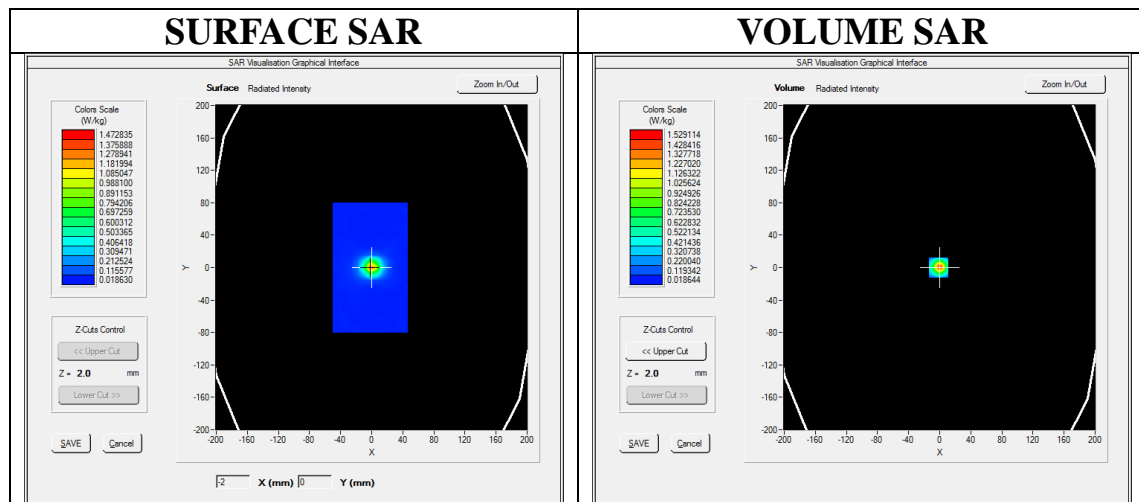 SURFACE SAR
VOLUME SAR
SAR Visualisation Graphical Interface
Surface Radiated Intensity
Zoom In/Out
Colors Scale
(W/kg)
1.472835
1.375888
1.278941
1.181994
1.085047
0.988100
0.891153
0.794206
0.697259
0.600312
0.503365
0.406418
0.309471
0.212524
0.115577
0.018630
200
160
120
80
40
0
-40
-80
-120
-160
-200
Y
-200 -160 -120 -80 -40 0 40 80 120 160 200
X
Z-Cuts Control
<< Upper Cut
Z = 2.0 mm
Lower Cut >>
SAVE Cancel
-2 X (mm) 0 Y (mm)
SAR Visualisation Graphical Interface
Volume Radiated Intensity
Zoom In/Out
Colors Scale
(W/kg)
1.529114
1.428416
1.327718
1.227020
1.126322
1.025624
0.924926
0.824228
0.723530
0.622832
0.522134
0.421436
0.320738
0.220040
0.119342
0.018644
200
160
120
80
40
0
-40
-80
-120
-160
-200
Y
-200 -160 -120 -80 -40 0 40 80 120 160 200
X
Z-Cuts Control
<< Upper Cut
Z = 2.0 mm
Lower Cut >>
SAVE Cancel